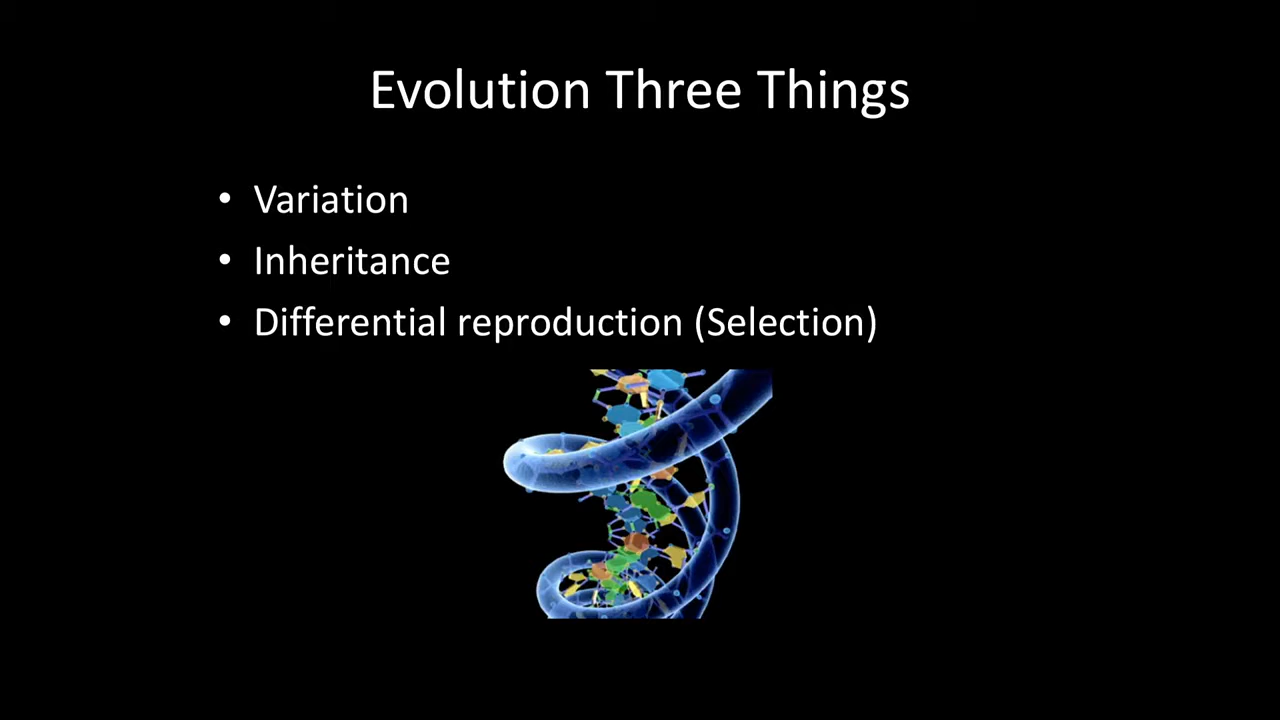 Evolution Three Things
• Variation
• Inheritance
• Differential reproduction (Selection)